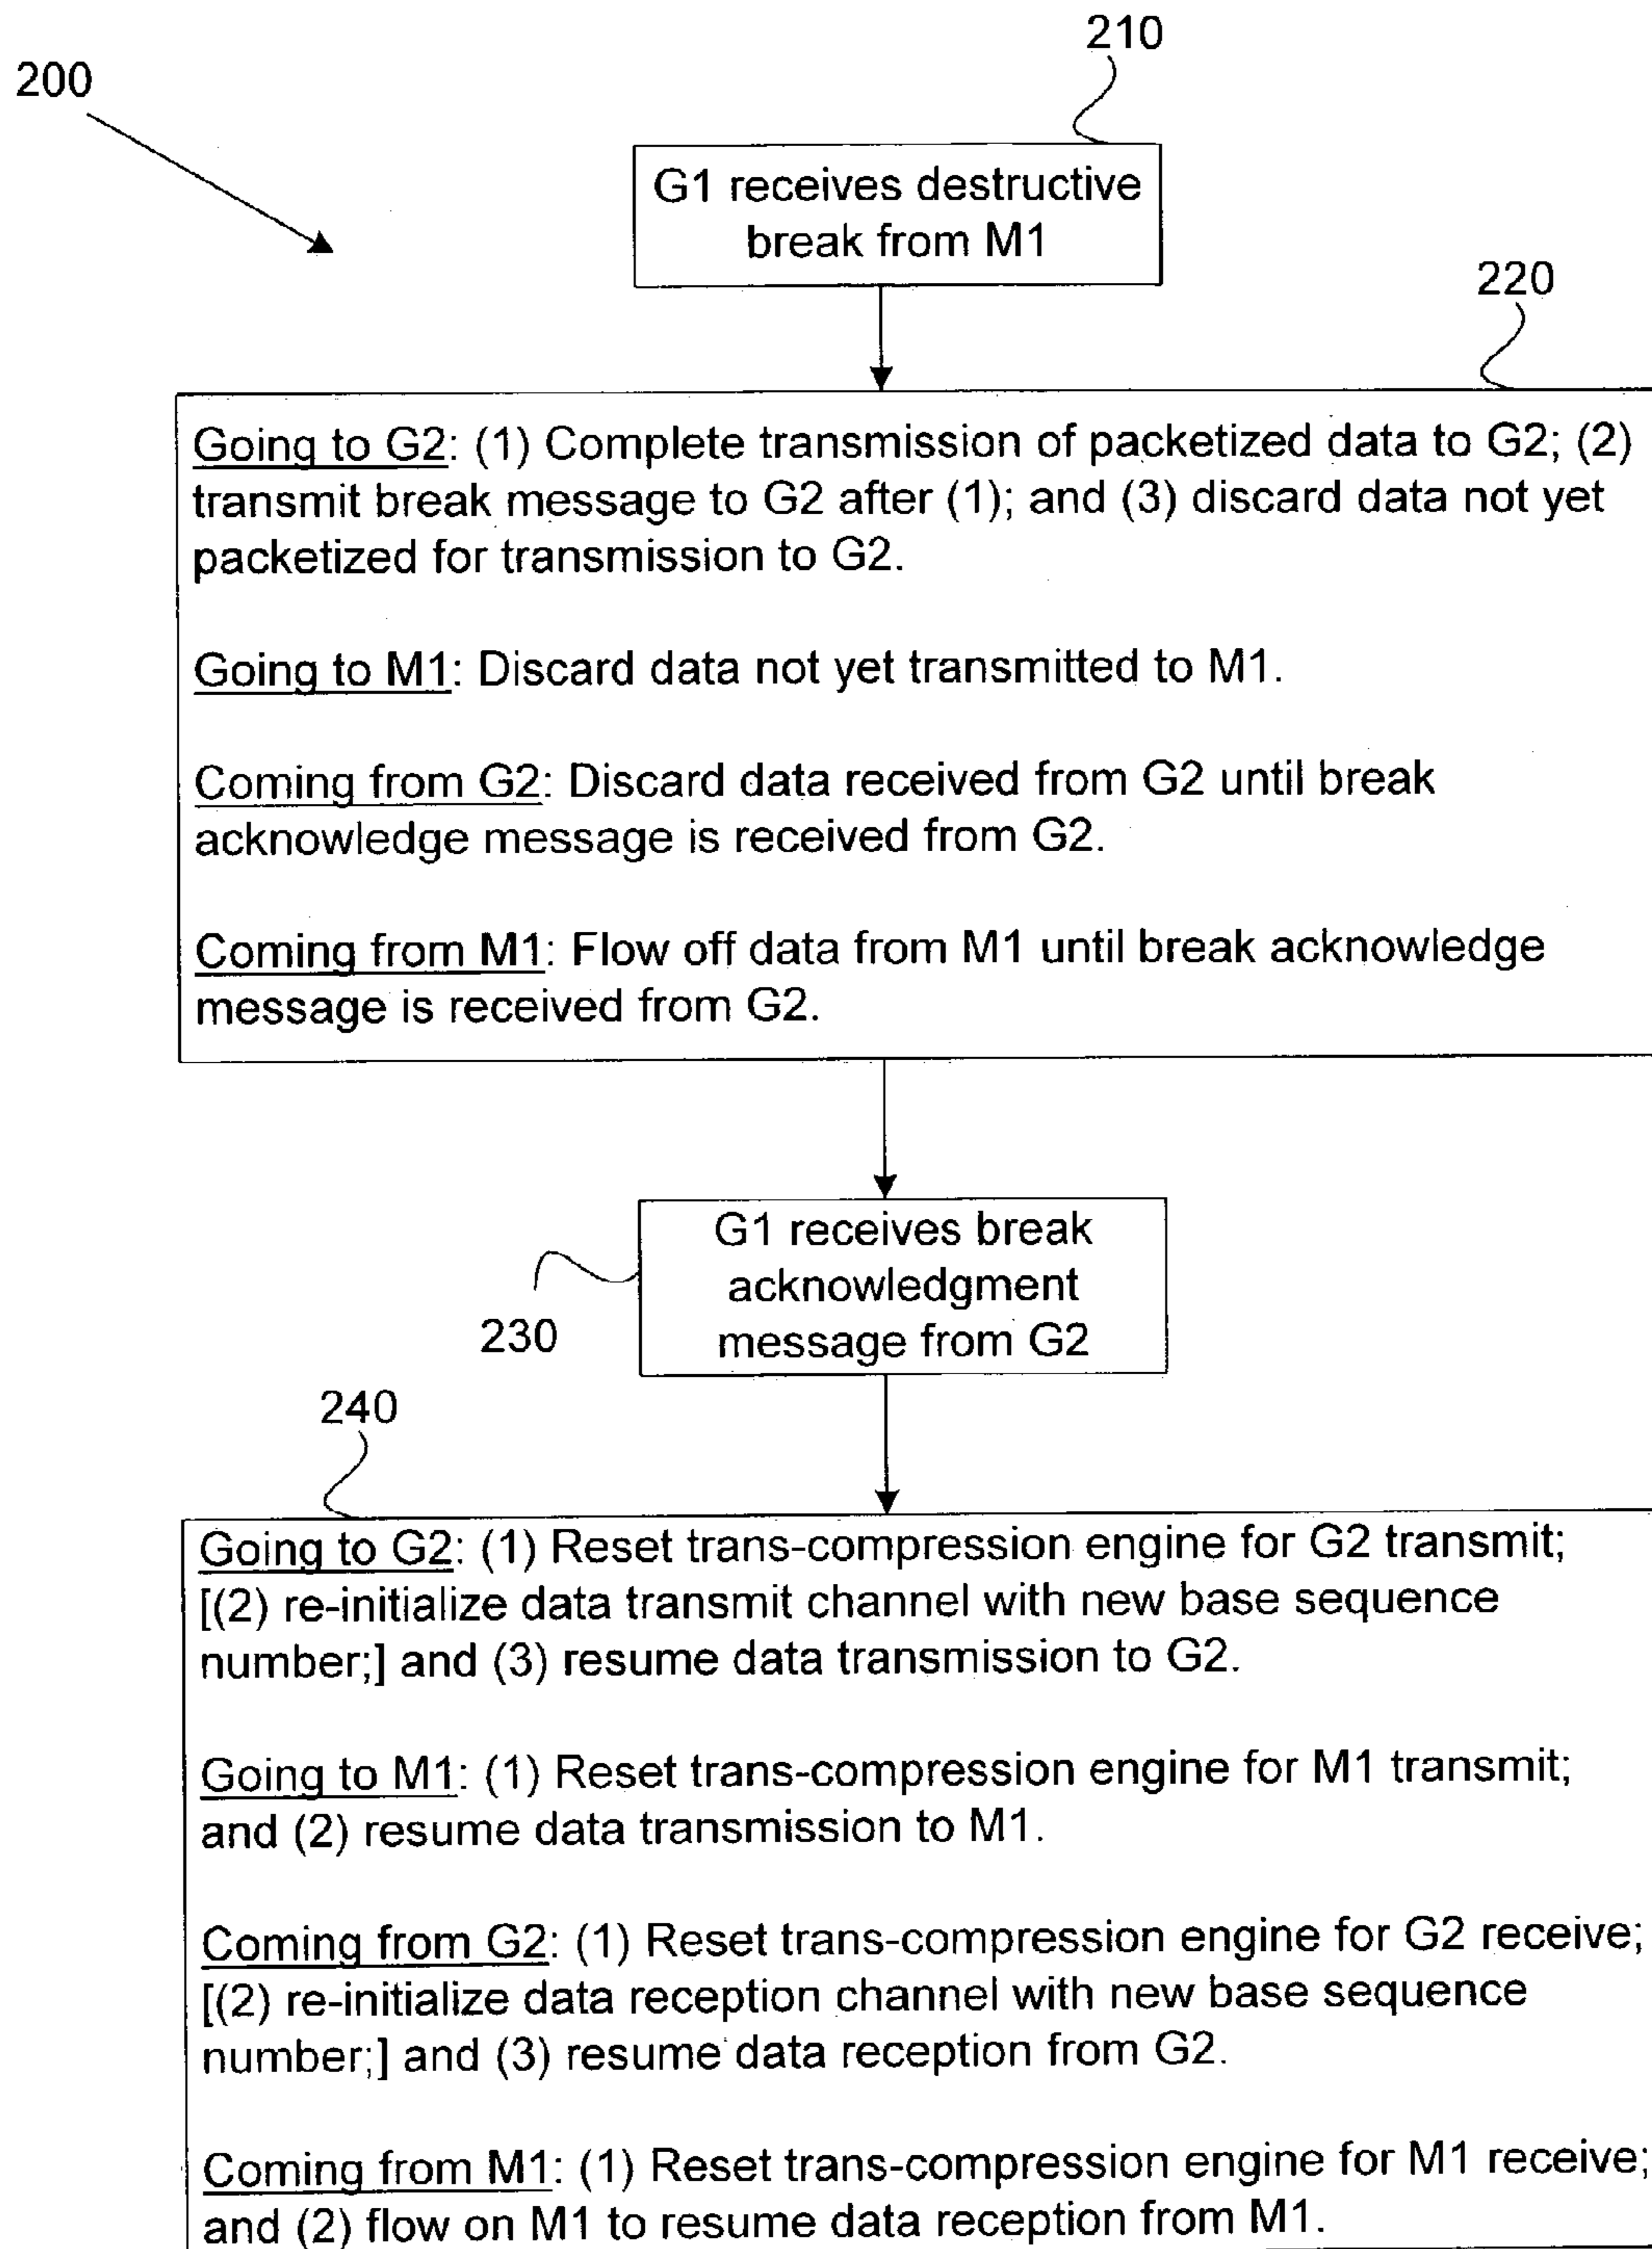 210
200
G1 receives destructive
break from M1
220
Going to G2: (1) Complete transmission of packetized data to G2; (2)
transmit break message to G2 after (1); and (3) discard data not yet
packetized for transmission to G2.
Going to M1: Discard data not yet transmitted to M1.
Coming from G2: Discard data received from G2 until break
acknowledge message is received from G2.
Coming from M1: Flow off data from M1 until break acknowledge
message is received from G2.
G1 receives break
acknowledgment
message from G2
230
240
Going to G2: (1) Reset trans-compression engine for G2 transmit;
[(2) re-initialize data transmit channel with new base sequence
number;] and (3) resume data transmission to G2.
Going to M1: (1) Reset trans-compression engine for M1 transmit;
and (2) resume data transmission to M1.
Coming from G2: (1) Reset trans-compression engine for G2 receive;
[(2) re-initialize data reception channel with new base sequence
number;] and (3) resume data reception from G2.
Coming from M1: (1) Reset trans-compression engine for M1 receive;
and (2) flow on M1 to resume data reception from M1.